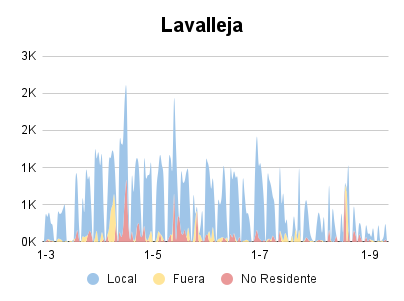 Lavalleja
3K
2K
2K
1K
1K
0K
1-3
1-5
1-7
1-9
Local
Fuera
No Residente